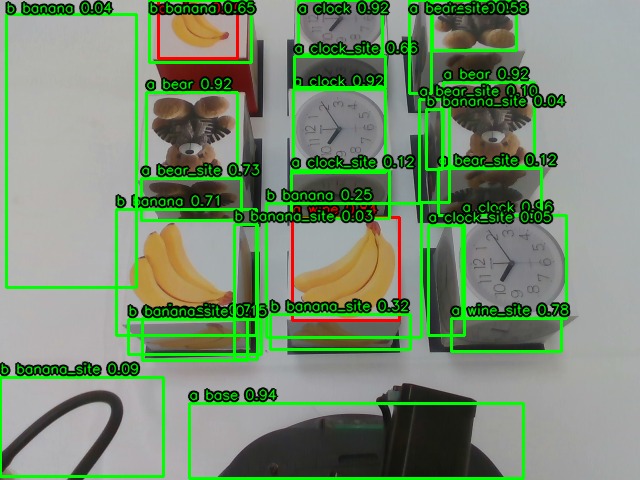 b banana 0.04
b banana 0.65
a clock 0.92
a bear_site 0.58
a clock_site 0.66
a bear 0.92
a bear 0.92
a clock 0.92
a bear_site 0.10
b banana_site 0.04
a bear_site 0.73
a clock_site 0.12
a bear_site 0.12
b banana 0.71
b banana 0.25
b banana_site 0.03
a clock 0.96
a clock_site 0.05
b banana_site 0.32
a wine_site 0.78
b banana_site 0.09
a base 0.94